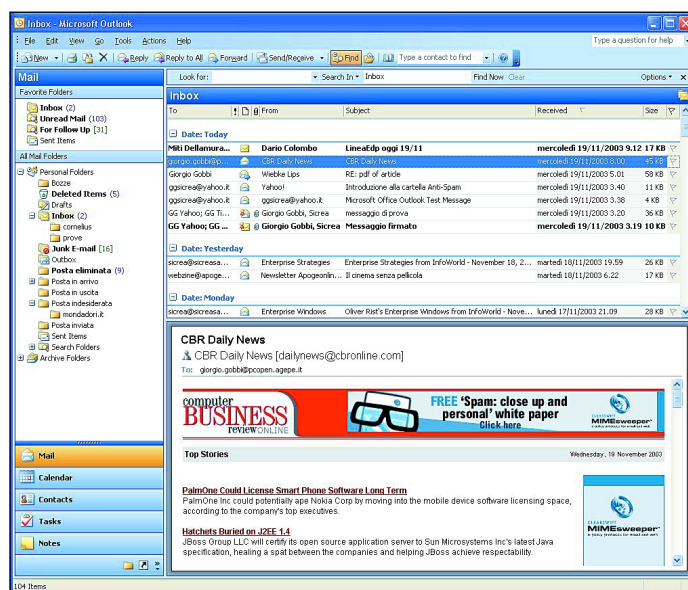 Inbox - Microsoft Outlook
File Edit View Go Tools Actions Help
Type a question for help
New Reply Reply to All Forward Send/Receive Find Type a contact to find
Mail
Look for: Search In Inbox Find Now Clear Options
Favorite Folders
Inbox (2)
Unread Mail (103)
For Follow Up [31]
Sent Items
All Mail Folders
Personal Folders
Bozze
Deleted Items (5)
Drafts
Inbox (2)
cornelius
prove
Junk E-mail [16]
Outbox
Posta eliminata (9)
Posta in arrivo
Posta in uscita
Posta indesiderata
mondadori.it
Posta inviata
Sent Items
Search Folders
Archive Folders
Mail
Calendar
Contacts
Tasks
Notes
104 Items
Inbox
To From Subject Received Size
Date: Today
Miti Dellamura... Dario Colombo LineaEdp oggi 19/11 mercoledì 19/11/2003 9.12 17 KB
giorgio.gobbi@p... CBR Daily News CBR Daily News mercoledì 19/11/2003 8.00 45 KB
Giorgio Gobbi Wiebke Lips RE: pdf of article mercoledì 19/11/2003 5.01 58 KB
ggsicrea@yahoo.it Yahoo! Introduzione alla cartella Anti-Spam mercoledì 19/11/2003 3.40 11 KB
ggsicrea@yahoo.it ggsicrea@yahoo.it Microsoft Office Outlook Test Message mercoledì 19/11/2003 3.38 4 KB
GG Yahoo; GG Ti... Giorgio Gobbi, Sicrea messaggio di prova mercoledì 19/11/2003 3.20 36 KB
GG Yahoo; GG ... Giorgio Gobbi, Sicrea Messaggio firmato mercoledì 19/11/2003 3.19 10 KB
Date: Yesterday
sicrea@sicreasa... Enterprise Strategies Enterprise Strategies from InfoWorld - November 18, 2... martedì 18/11/2003 19.59 26 KB
webzine@apoge... Newsletter Apogeonlin... Il cinema senza pellicola martedì 18/11/2003 6.22 17 KB
Date: Monday
sicrea@sicreasa... Enterprise Windows Oliver Rist's Enterprise Windows from InfoWorld - Nove... lunedì 17/11/2003 21.09 28 KB
CBR Daily News
CBR Daily News [dailynews@cbronline.com]
To: giorgio.gobbi@pcopen.agepe.it
computer
BUSINESS
review ONLINE
FREE 'Spam: close up and
personal' white paper
Click here
CLEARSWIFT
MIMEsweeper
Top Stories Wednesday, 19 November 2003
PalmOne Could License Smart Phone Software Long Term
PalmOne Inc could potentially ape Nokia Corp by moving into the mobile device software licensing space,
according to the company's top executives.
Hatchets Buried on J2EE 1.4
JBoss Group LLC will certify its open source application server to Sun Microsystems Inc's latest Java
specification, healing a spat between the companies and helping JBoss achieve respectability.
CLEARSWIFT
MIMEsweeper